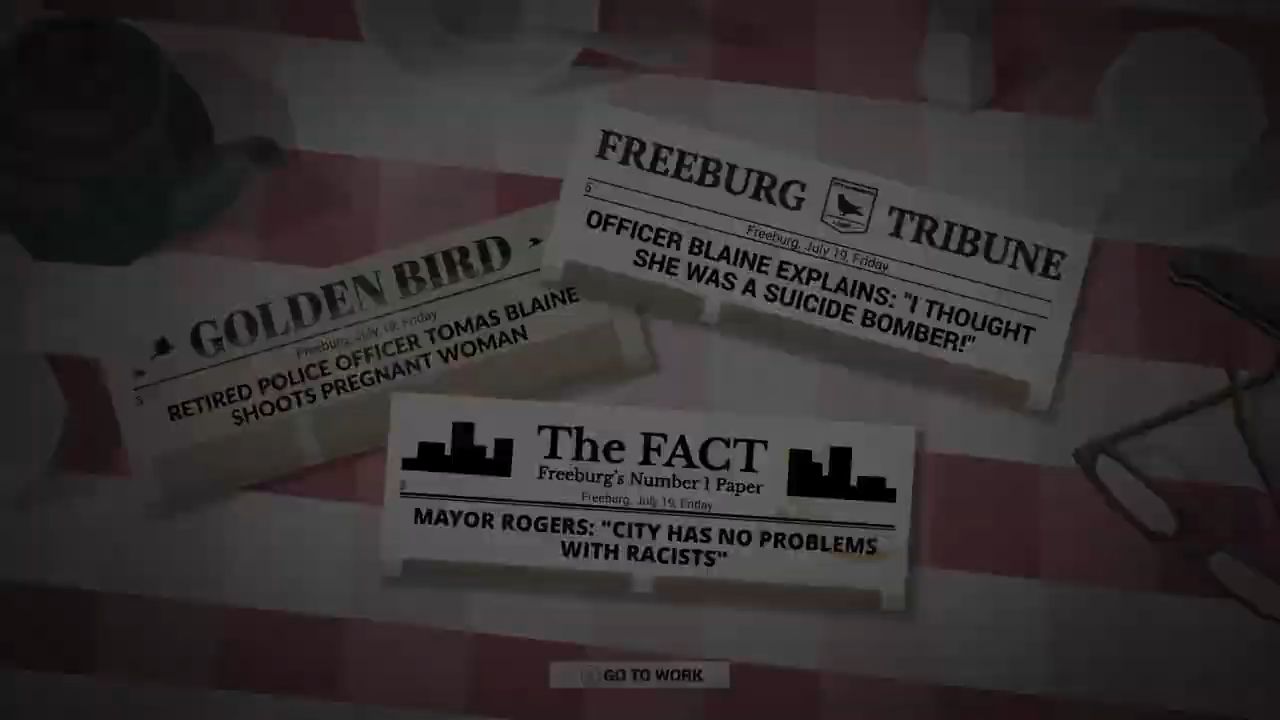 FREEBURG TRIBUNE
Freeburg, July 19, Friday
OFFICER BLAINE EXPLAINS: "I THOUGHT
SHE WAS A SUICIDE BOMBER!"
GOLDEN BIRD
Freeburg, July 19, Friday
RETIRED POLICE OFFICER TOMAS BLAINE
SHOOTS PREGNANT WOMAN
The FACT
Freeburg's Number 1 Paper
Freeburg, July 19, Friday
MAYOR ROGERS: "CITY HAS NO PROBLEMS
WITH RACISTS"
GO TO WORK